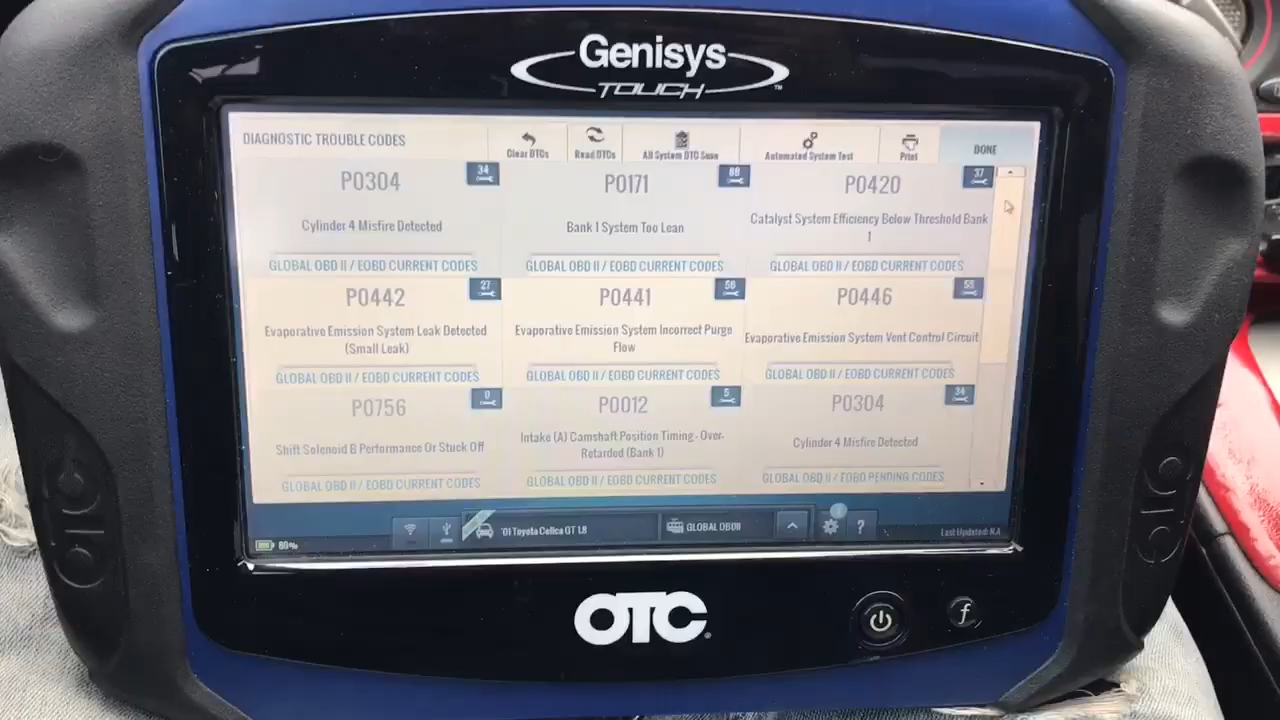 Genisys
TOUCH™
DIAGNOSTIC TROUBLE CODES
Clear DTCs
Read DTCs
All System DTC Scan
Automated System Test
Print
DONE
P0304
34
Cylinder 4 Misfire Detected
GLOBAL OBD II / EOBD CURRENT CODES
P0171
88
Bank 1 System Too Lean
GLOBAL OBD II / EOBD CURRENT CODES
P0420
37
Catalyst System Efficiency Below Threshold Bank
1
GLOBAL OBD II / EOBD CURRENT CODES
P0442
27
Evaporative Emission System Leak Detected
(Small Leak)
GLOBAL OBD II / EOBD CURRENT CODES
P0441
56
Evaporative Emission System Incorrect Purge
Flow
GLOBAL OBD II / EOBD CURRENT CODES
P0446
55
Evaporative Emission System Vent Control Circuit
GLOBAL OBD II / EOBD CURRENT CODES
P0756
0
Shift Solenoid B Performance Or Stuck Off
GLOBAL OBD II / EOBD CURRENT CODES
P0012
5
Intake (A) Camshaft Position Timing - Over-
Retarded (Bank 1)
GLOBAL OBD II / EOBD CURRENT CODES
P0304
34
Cylinder 4 Misfire Detected
GLOBAL OBD II / EOBD PENDING CODES
80%
'01 Toyota Celica GT 1.8
GLOBAL OBDII
?
Last Updated: N.A
OTC
OTC
OTC®
f